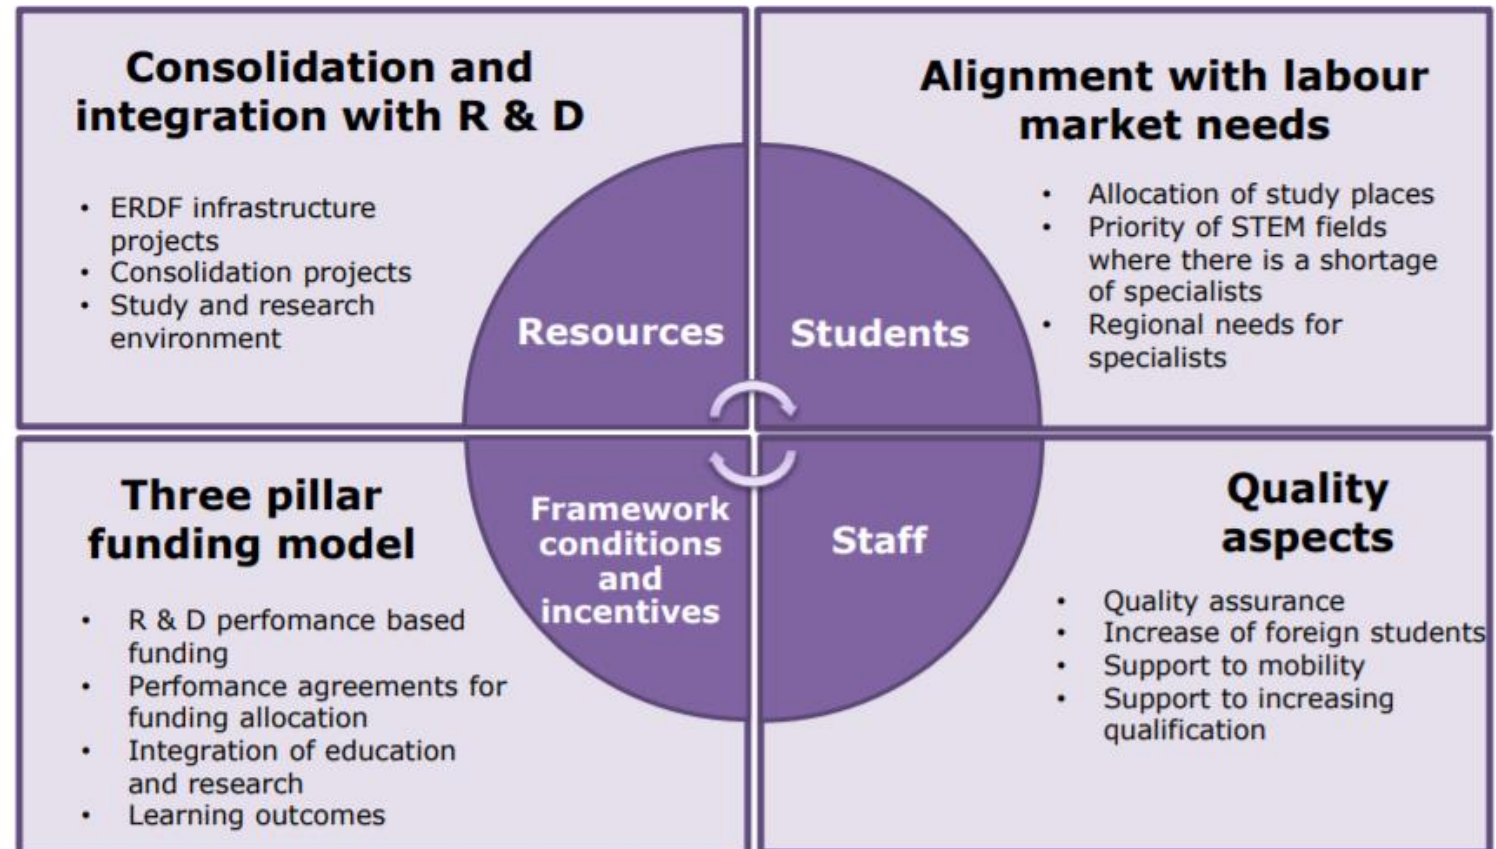 Consolidation and
integration with R & D
• ERDF infrastructure
projects
• Consolidation projects
• Study and research
environment
Resources
Alignment with labour
market needs
• Allocation of study places
• Priority of STEM fields
where there is a shortage
of specialists
• Regional needs for
specialists
Students
Three pillar
funding model
• R & D perfomance based
funding
• Perfomance agreements for
funding allocation
• Integration of education
and research
• Learning outcomes
Framework
conditions
and
incentives
Staff
Quality
aspects
• Quality assurance
• Increase of foreign students
• Support to mobility
• Support to increasing
qualification